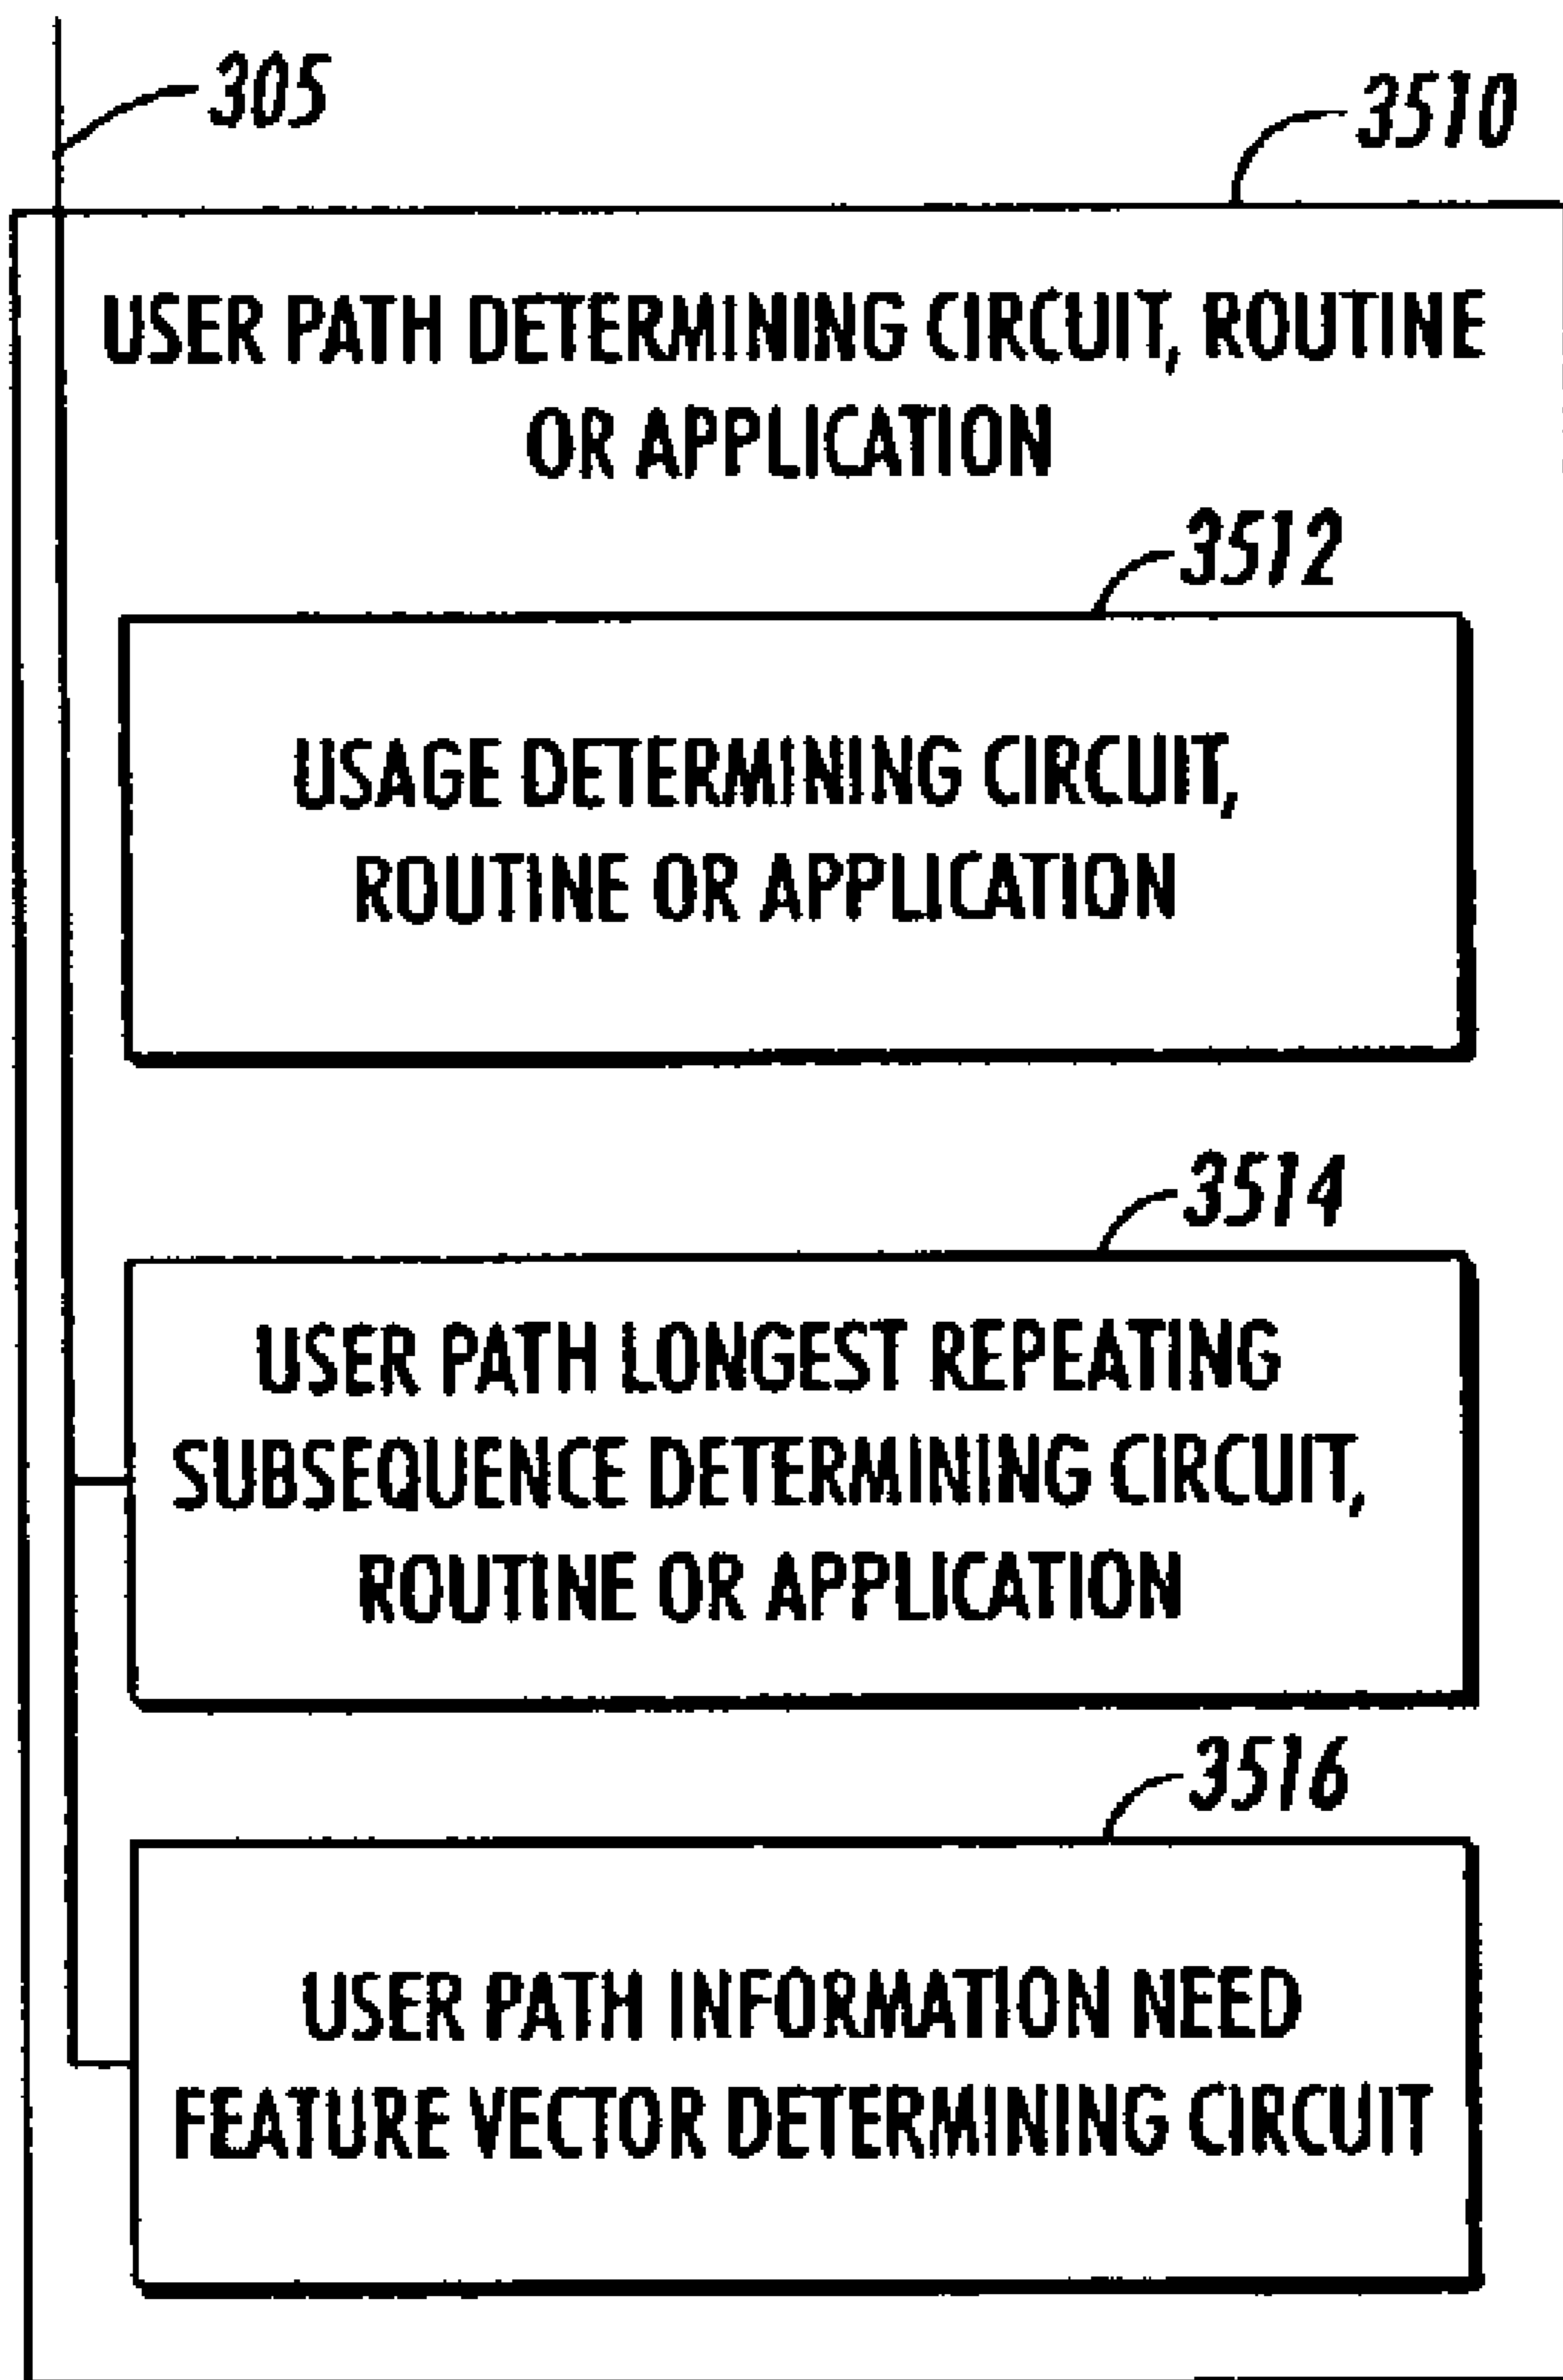 305
3510
USER PATH DETERMINING CIRCUIT, ROUTINE
OR APPLICATION
3512
USAGE DETERMINING CIRCUIT,
ROUTINE OR APPLICATION
3514
USER PATH LONGEST REPEATING
SUBSEQUENCE DETERMINING CIRCUIT,
ROUTINE OR APPLICATION
3516
USER PATH INFORMATION NEED
FEATURE VECTOR DETERMINING CIRCUIT